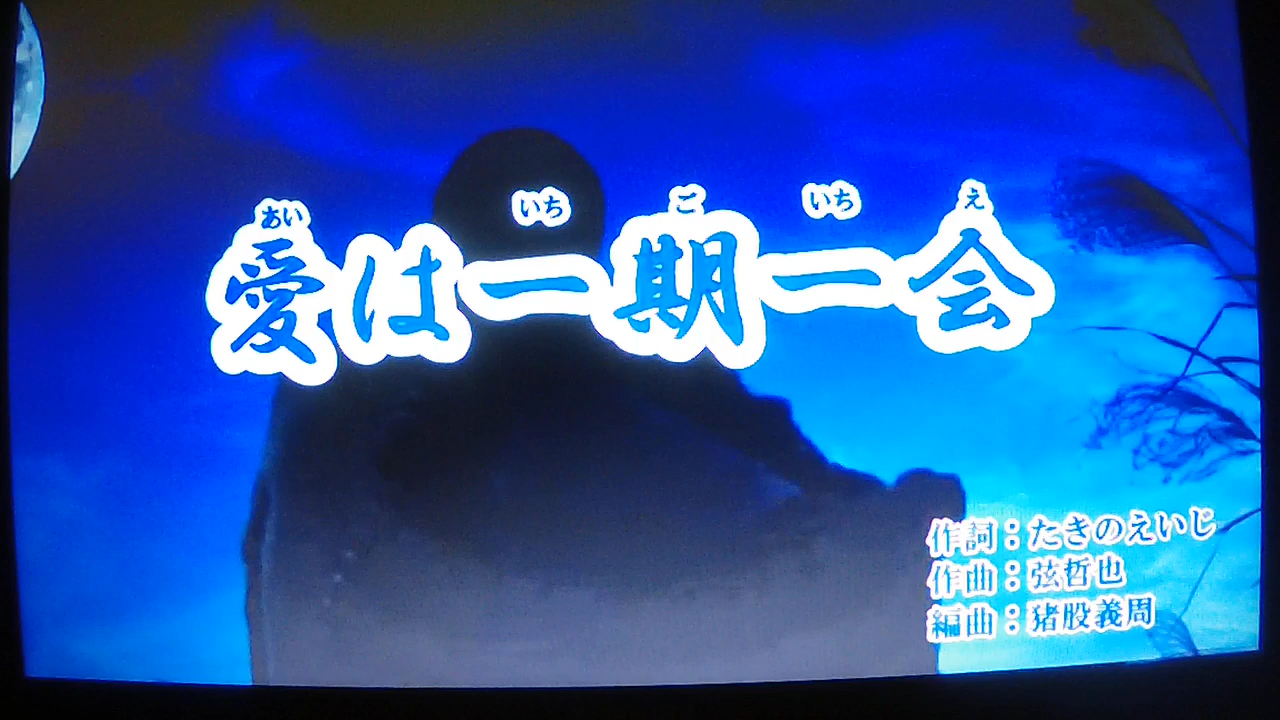 あい いち ご いち え
愛は一期一会
作詞：たきのえいじ
作曲：弦哲也
編曲：猪股義周